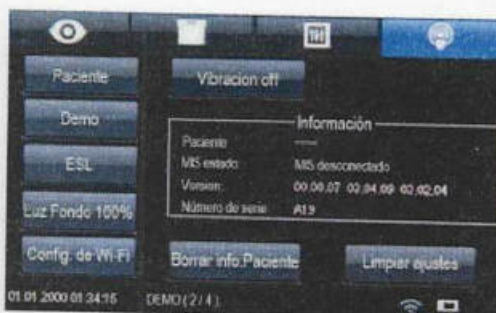 Paciente
Vibracion off
Demo
ESL
Luz Fondo 100%
Config. de Wi-Fi
Información
Paciente -----
MIS estado: MIS desconectado
Version: 00.00.07 02.04.09 02.02.04
Número de serie A19
Borrar info.Paciente
Limpiar ajustes
01.01.2000 01:34:15
DEMO ( 2 / 4 )